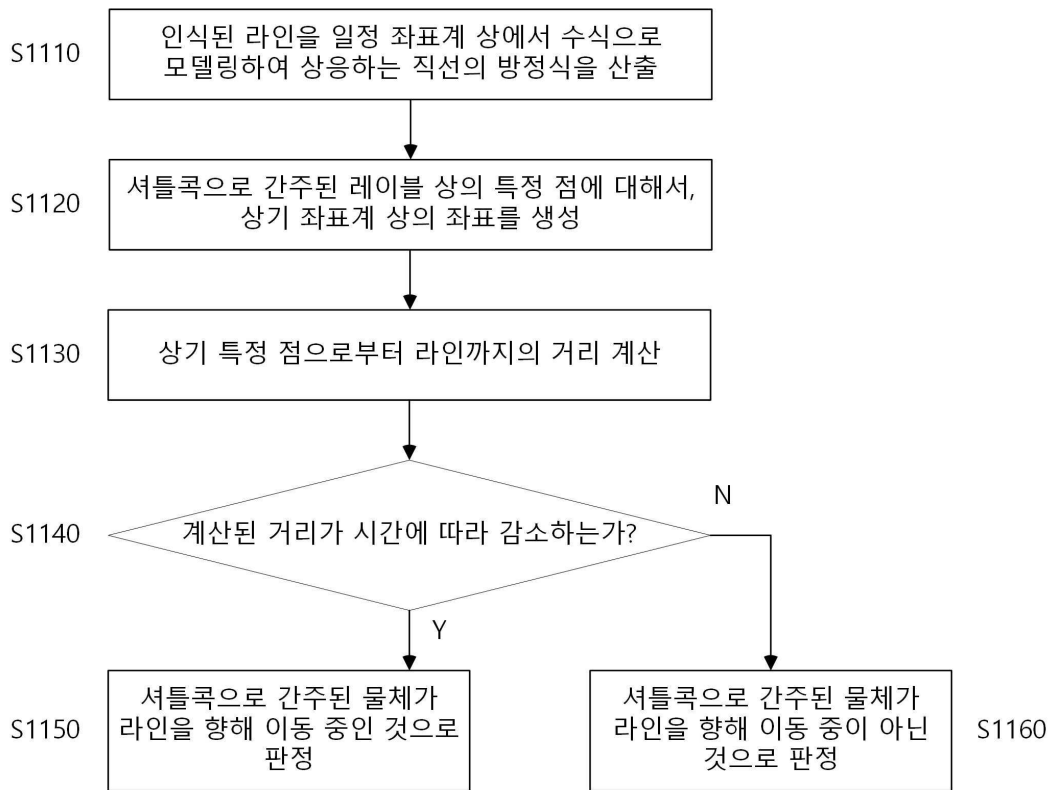 S1110
인식된 라인을 일정 좌표계 상에서 수식으로
모델링하여 상응하는 직선의 방정식을 산출
S1120
셔틀콕으로 간주된 레이블 상의 특정 점에 대해서,
상기 좌표계 상의 좌표를 생성
S1130
상기 특정 점으로부터 라인까지의 거리 계산
S1140
계산된 거리가 시간에 따라 감소하는가?
N
Y
S1150
셔틀콕으로 간주된 물체가
라인을 향해 이동 중인 것으로
판정
셔틀콕으로 간주된 물체가
라인을 향해 이동 중이 아닌
것으로 판정
S1160